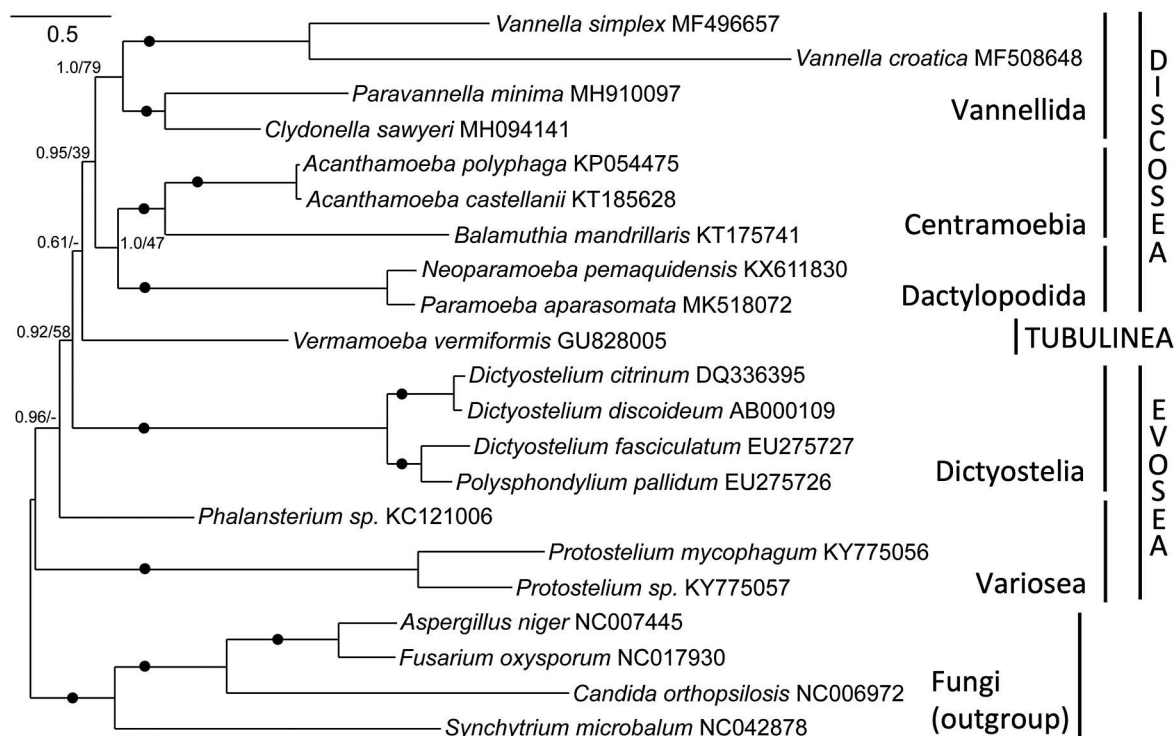 0.5
Vannella simplex MF496657
Vannella croatica MF508648
1.0/79
Paravannella minima MH910097
Vannellida
Clydonella sawyeri MH094141
0.95/39
Acanthamoeba polyphaga KP054475
Acanthamoeba castellanii KT185628
Centramoebia
0.61/-
1.0/47
Balamuthia mandrillaris KT175741
Neoparamoeba pemaquidensis KX611830
Dactylopodida
Paramoeba aparasomata MK518072
DISCOSEA
0.92/58
Vermamoeba vermiformis GU828005
TUBULINEA
Dictyostelium citrinum DQ336395
Dictyostelium discoideum AB000109
0.96/-
Dictyostelium fasciculatum EU275727
Dictyostelia
Polysphondylium pallidum EU275726
Phalansterium sp. KC121006
Protostelium mycophagum KY775056
Variosea
Protostelium sp. KY775057
EVOSEA
Aspergillus niger NC007445
Fusarium oxysporum NC017930
Candida orthopsilosis NC006972
Synchytrium microbalum NC042878
Fungi
(outgroup)